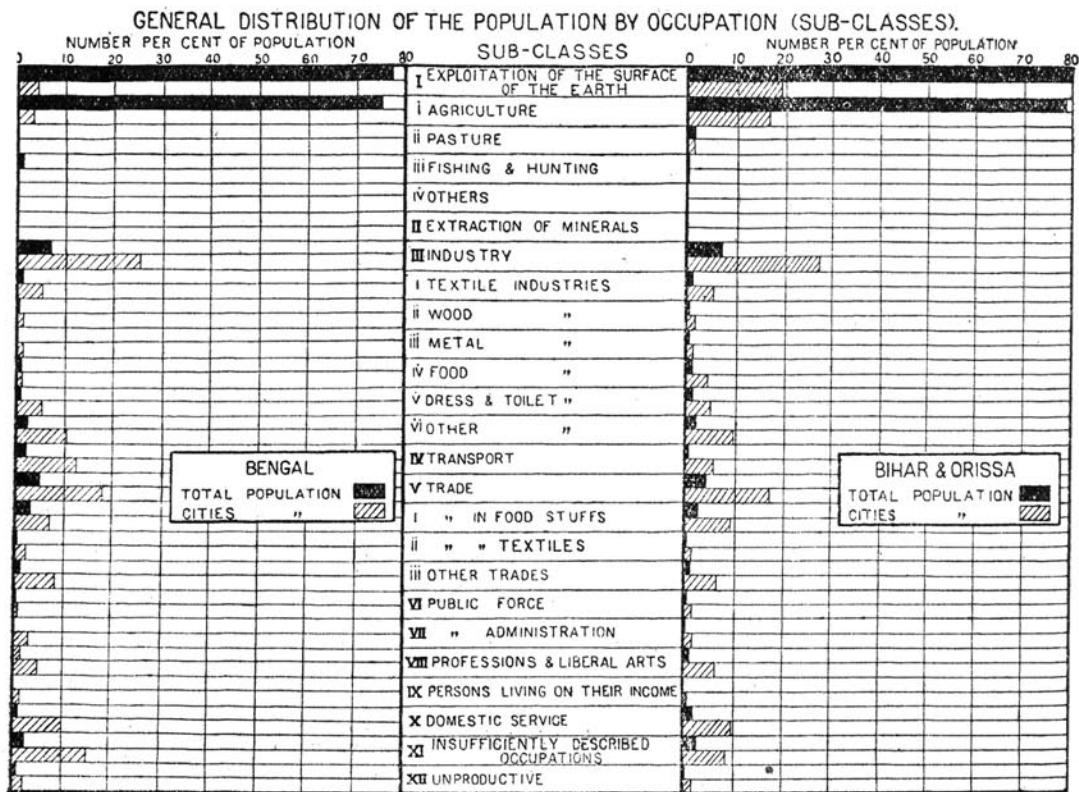 GENERAL DISTRIBUTION OF THE POPULATION BY OCCUPATION (SUB-CLASSES).
NUMBER PER CENT OF POPULATION
0 10 20 30 40 50 60 70 80
SUB-CLASSES
NUMBER PER CENT OF POPULATION
0 10 20 30 40 50 60 70 80
I EXPLOITATION OF THE SURFACE
OF THE EARTH
i AGRICULTURE
ii PASTURE
iii FISHING & HUNTING
iv OTHERS
II EXTRACTION OF MINERALS
III INDUSTRY
i TEXTILE INDUSTRIES
ii WOOD "
iii METAL "
iv FOOD "
v DRESS & TOILET "
vi OTHER "
IV TRANSPORT
V TRADE
i " IN FOOD STUFFS
ii " " TEXTILES
iii OTHER TRADES
VI PUBLIC FORCE
VII " ADMINISTRATION
VIII PROFESSIONS & LIBERAL ARTS
IX PERSONS LIVING ON THEIR INCOME
X DOMESTIC SERVICE
XI INSUFFICIENTLY DESCRIBED
OCCUPATIONS
XII UNPRODUCTIVE
BENGAL
TOTAL POPULATION
CITIES "
BIHAR & ORISSA
TOTAL POPULATION
CITIES "